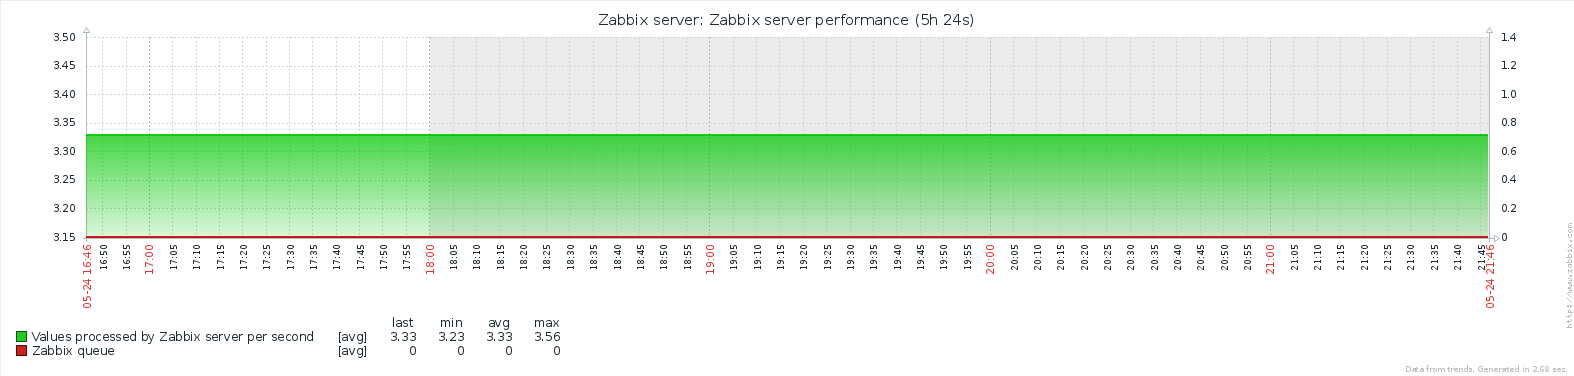 Zabbix server: Zabbix server performance (5h 24s)
3.50 1.4
3.45 1.2
3.40 1.0
3.35 0.8
3.30 0.6
3.25 0.4
3.20 0.2
3.15 0
05-24 16:46 16:50 16:55 17:00 17:05 17:10 17:15 17:20 17:25 17:30 17:35 17:40 17:45 17:50 17:55 18:00 18:05 18:10 18:15 18:20 18:25 18:30 18:35 18:40 18:45 18:50 18:55 19:00 19:05 19:10 19:15 19:20 19:25 19:30 19:35 19:40 19:45 19:50 19:55 20:00 20:05 20:10 20:15 20:20 20:25 20:30 20:35 20:40 20:45 20:50 20:55 21:00 21:05 21:10 21:15 21:20 21:25 21:30 21:35 21:40 21:45 05-24 21:46
last min avg max
Values processed by Zabbix server per second [avg] 3.33 3.23 3.33 3.56
Zabbix queue [avg] 0 0 0 0
http://www.zabbix.com
Data from trends. Generated in 2.68 sec.